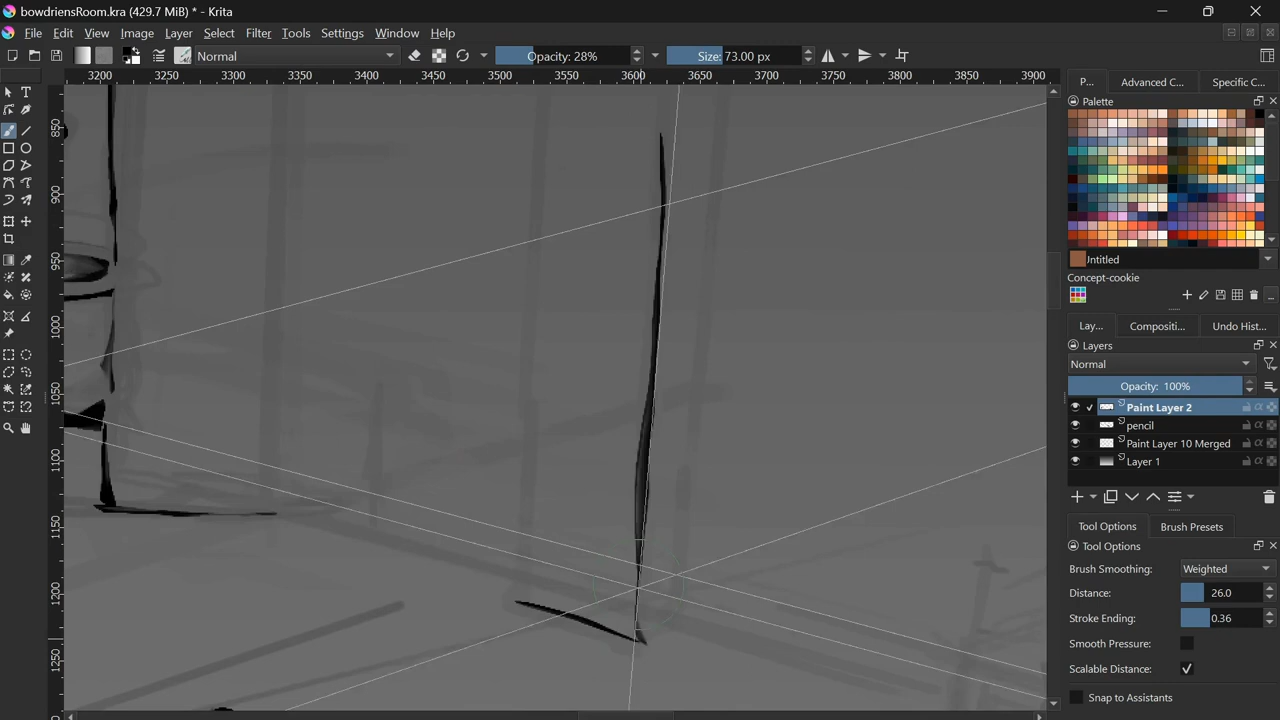 bowdriensRoom.kra (429.7 MiB) * - Krita
File Edit View Image Layer Select Filter Tools Settings Window Help
Normal Opacity: 28% Size: 73.00 px
3200 3250 3300 3350 3400 3450 3500 3550 3600 3650 3700 3750 3800 3850 3900
850
900
950
1000
1050
1100
1150
1200
1250
P... Advanced C... Specific C...
Palette
Untitled
Concept-cookie
Lay... Compositi... Undo Hist...
Layers
Normal
Opacity: 100%
Paint Layer 2
pencil
Paint Layer 10 Merged
Layer 1
Tool Options Brush Presets
Tool Options
Brush Smoothing: Weighted
Distance: 26.0
Stroke Ending: 0.36
Smooth Pressure:
Scalable Distance:
Snap to Assistants